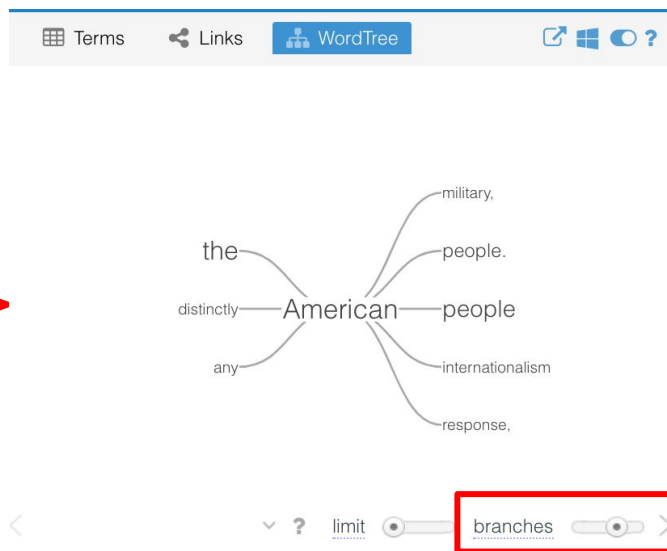 Terms Links WordTree ?
military,
the people.
distinctly American people
any internationalism
response,
? limit branches